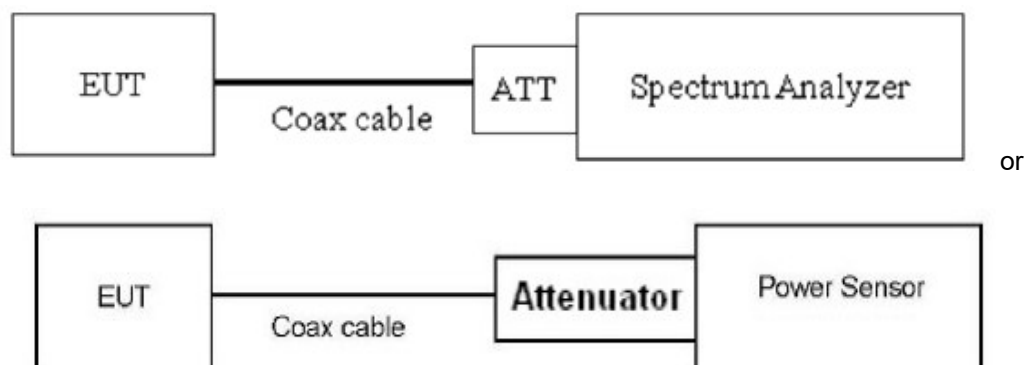 EUT
ATT
Spectrum Analyzer
Coax cable
or
EUT
Attenuator
Power Sensor
Coax cable